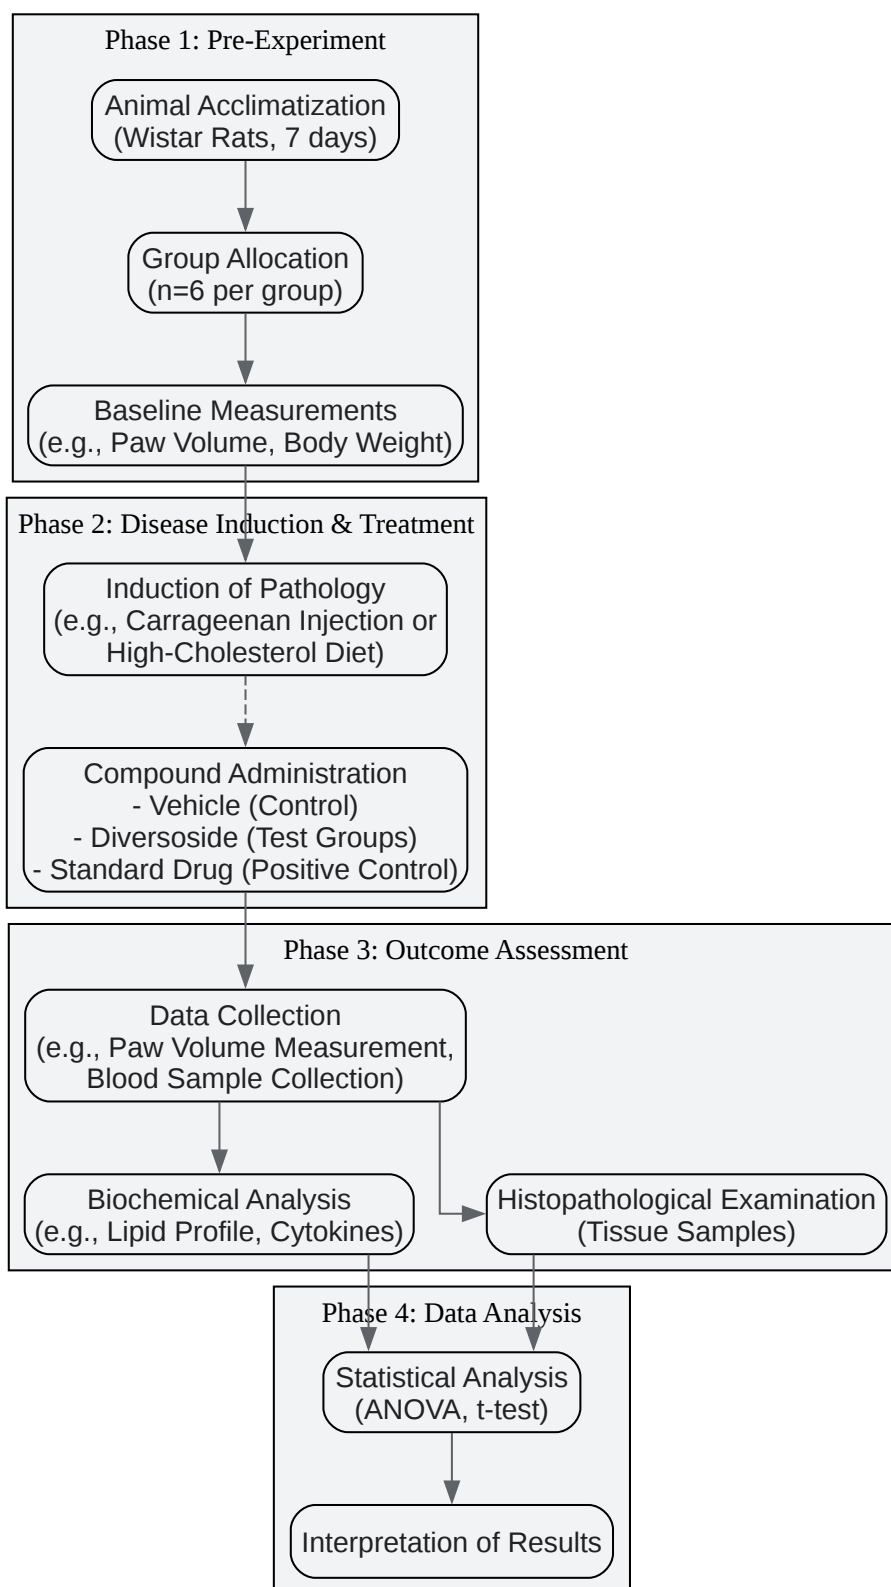 Phase 1: Pre-Experiment
Animal Acclimatization
(Wistar Rats, 7 days)
Group Allocation
(n=6 per group)
Baseline Measurements
(e.g., Paw Volume, Body Weight)
Phase 2: Disease Induction & Treatment
Induction of Pathology
(e.g., Carrageenan Injection or
High-Cholesterol Diet)
Compound Administration
- Vehicle (Control)
- Diversoside (Test Groups)
- Standard Drug (Positive Control)
Phase 3: Outcome Assessment
Data Collection
(e.g., Paw Volume Measurement,
Blood Sample Collection)
Biochemical Analysis
(e.g., Lipid Profile, Cytokines)
Histopathological Examination
(Tissue Samples)
Phase 4: Data Analysis
Statistical Analysis
(ANOVA, t-test)
Interpretation of Results